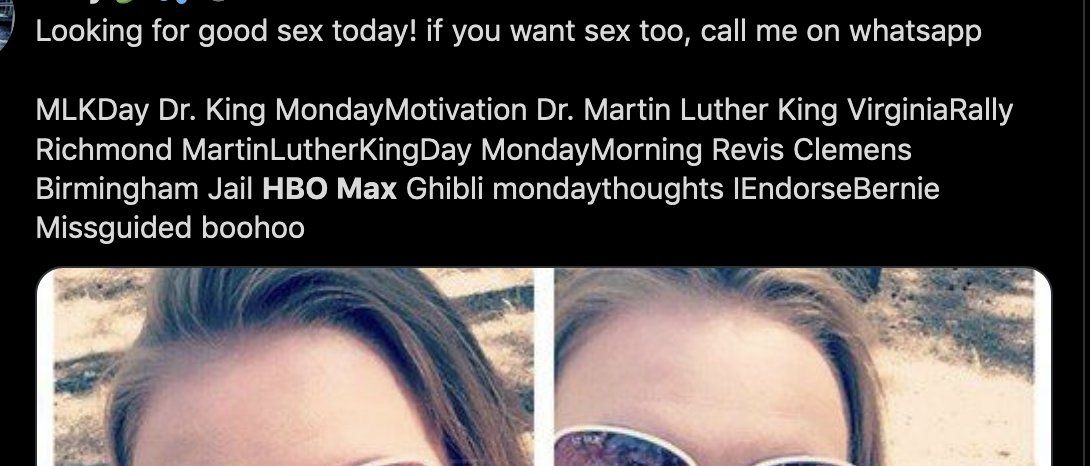 Looking for good sex today! if you want sex too, call me on whatsapp
MLKDay Dr. King MondayMotivation Dr. Martin Luther King VirginiaRally
Richmond MartinLutherKingDay MondayMorning Revis Clemens
Birmingham Jail HBO Max Ghibli mondaythoughts IEndorseBernie
Missguided boohoo